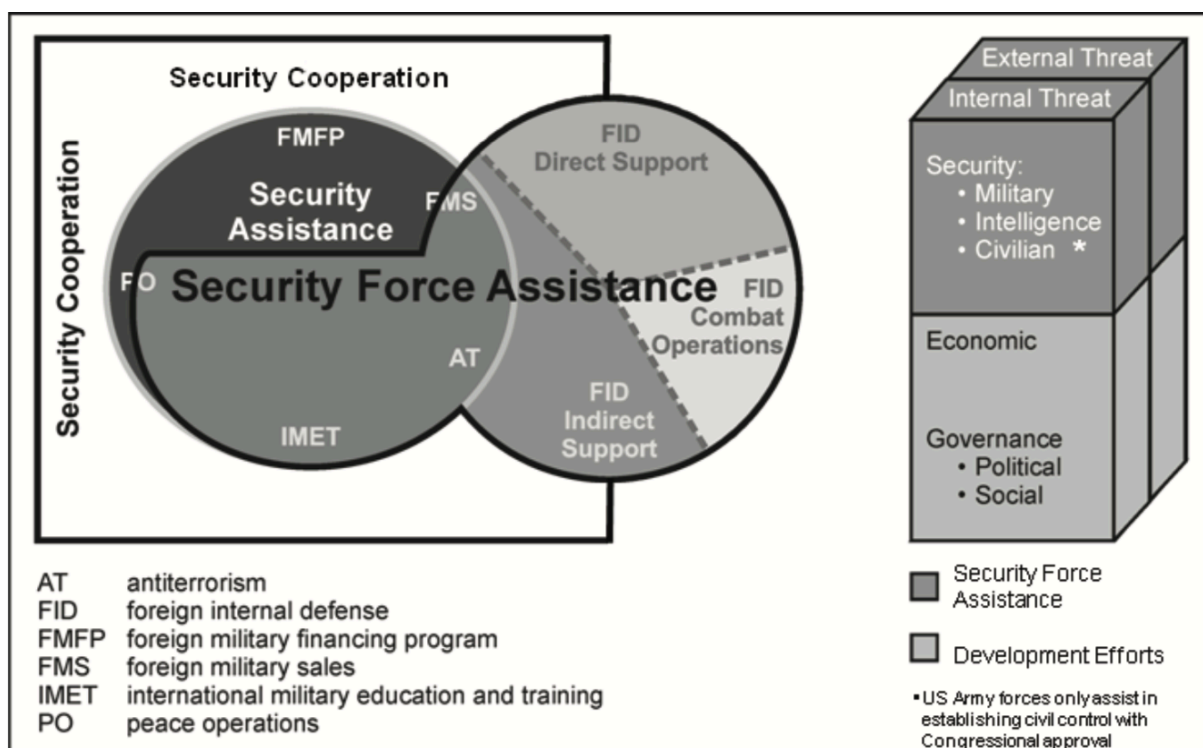 Security Cooperation
Security Cooperation
FMFP
Security
Assistance
FMS
PO
Security Force Assistance
AT
IMET
FID
Direct Support
FID
Combat
Operations
FID
Indirect
Support
External Threat
Internal Threat
Security:
• Military
• Intelligence
• Civilian *
Economic
Governance
• Political
• Social
Security Force
Assistance
Development Efforts
▪ US Army forces only assist in
establishing civil control with
Congressional approval
AT antiterrorism
FID foreign internal defense
FMFP foreign military financing program
FMS foreign military sales
IMET international military education and training
PO peace operations